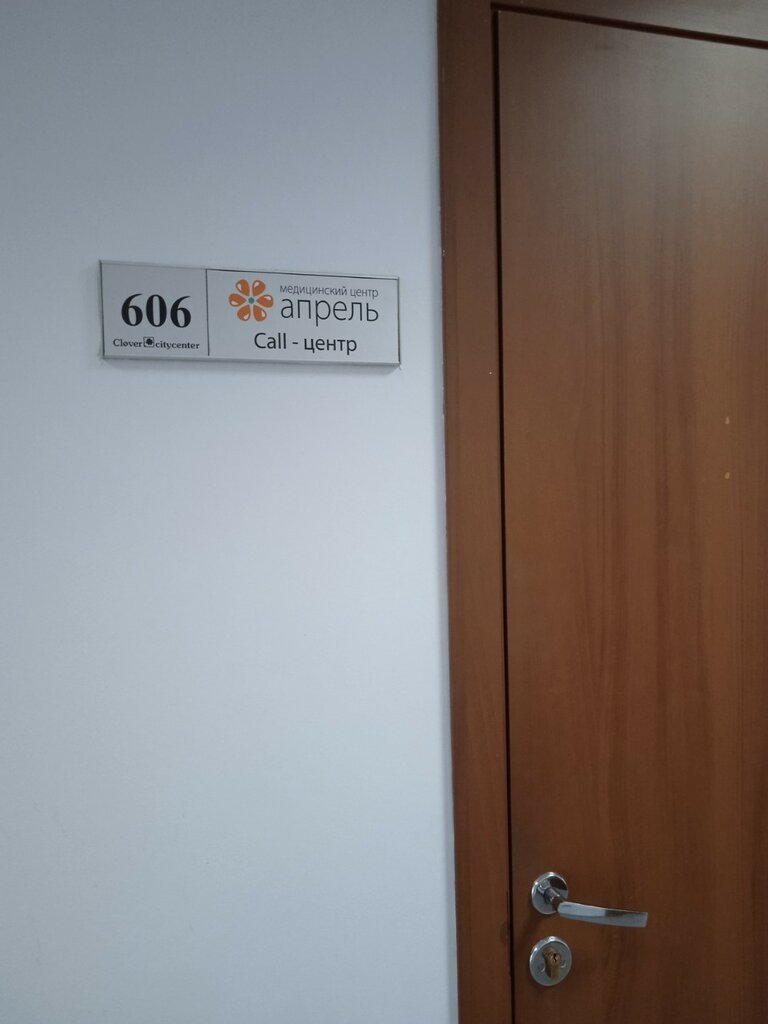 606
Clover citycenter
медицинский центр
апрель
Call - центр